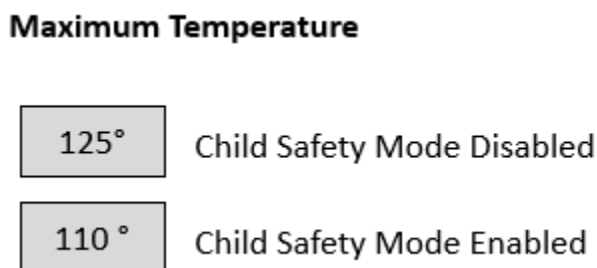 Maximum Temperature
125° Child Safety Mode Disabled
110 ° Child Safety Mode Enabled